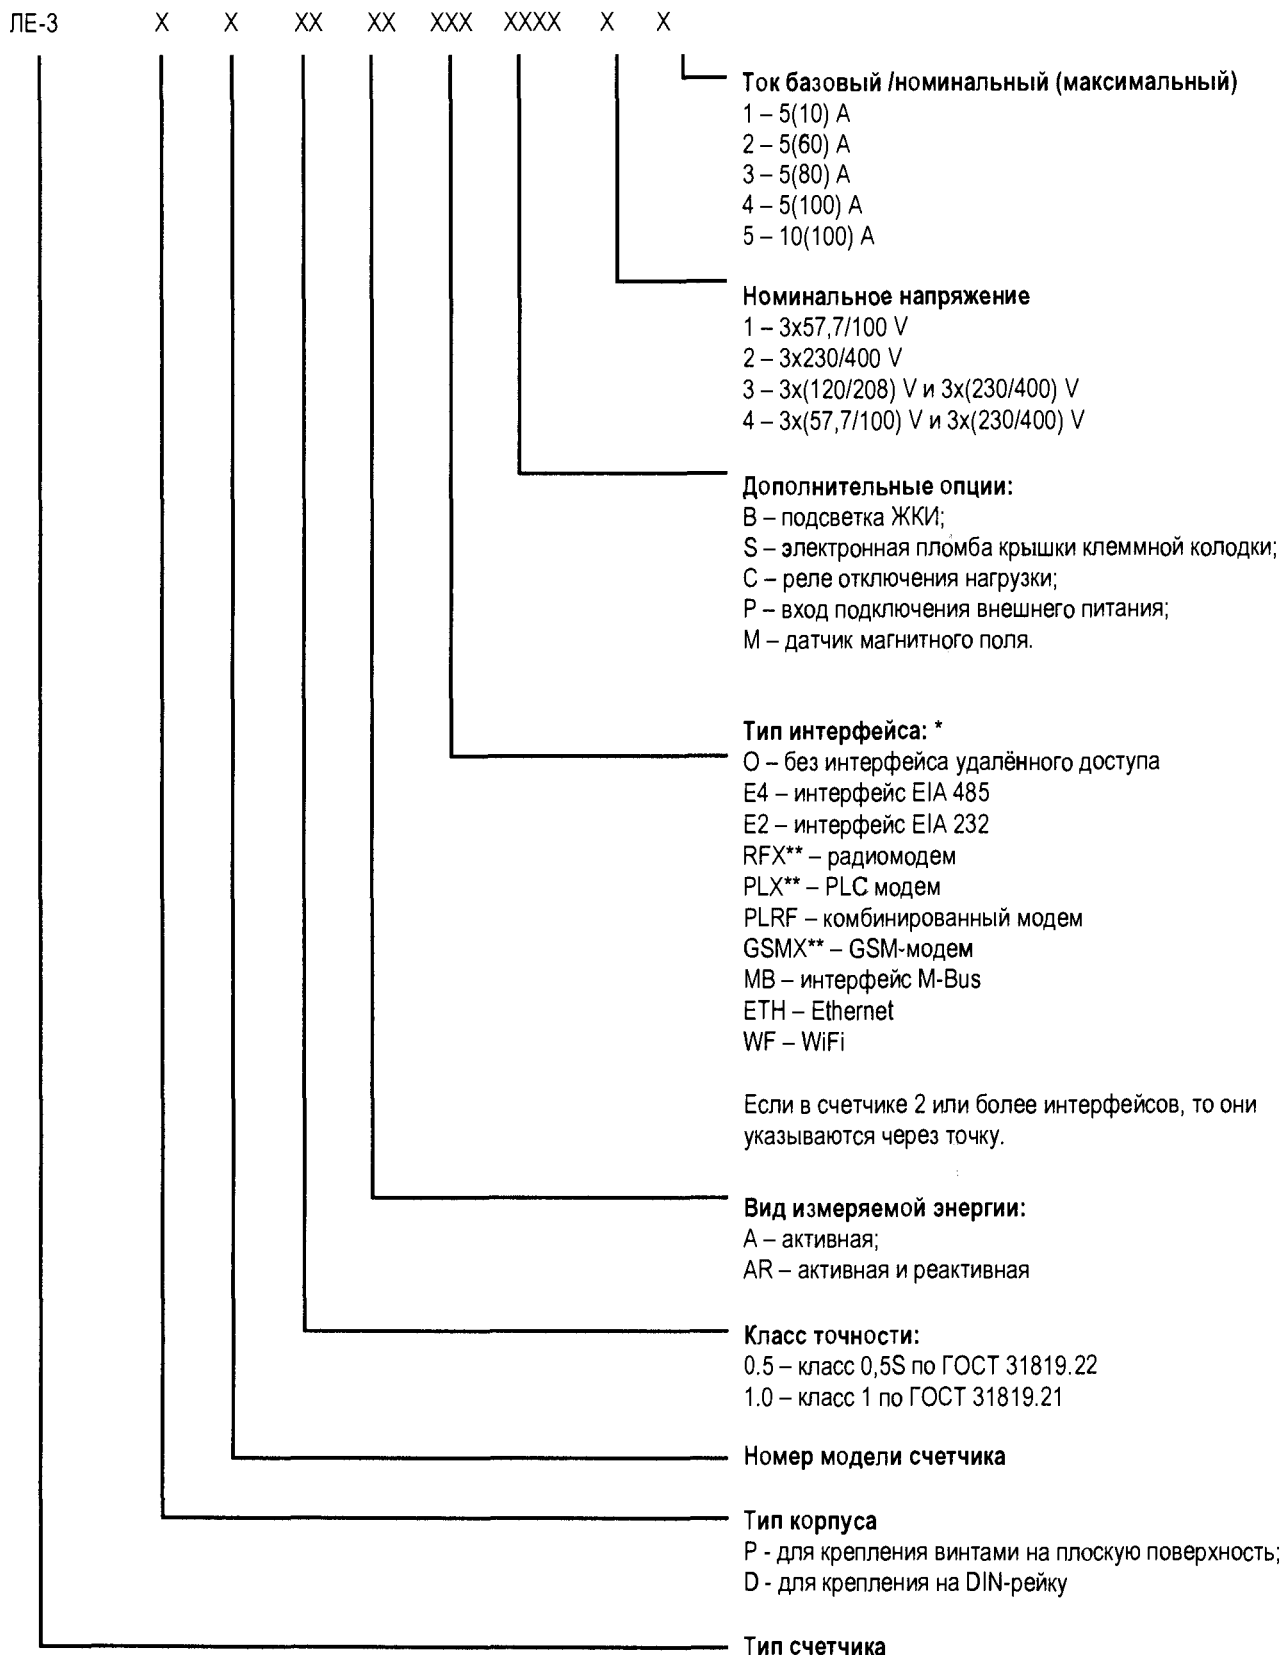 ЛЕ-3 X X XX XX XXX XXXX X X
Ток базовый /номинальный (максимальный)
1 – 5(10) А
2 – 5(60) А
3 – 5(80) А
4 – 5(100) А
5 – 10(100) А
Номинальное напряжение
1 – 3x57,7/100 V
2 – 3x230/400 V
3 – 3x(120/208) V и 3x(230/400) V
4 – 3x(57,7/100) V и 3x(230/400) V
Дополнительные опции:
B – подсветка ЖКИ;
S – электронная пломба крышки клеммной колодки;
C – реле отключения нагрузки;
P – вход подключения внешнего питания;
M – датчик магнитного поля.
Тип интерфейса: *
O – без интерфейса удалённого доступа
E4 – интерфейс EIA 485
E2 – интерфейс EIA 232
RFX** – радиомодем
PLX** – PLC модем
PLRF – комбинированный модем
GSMX** – GSM-модем
MB – интерфейс M-Bus
ETH – Ethernet
WF – WiFi
Если в счетчике 2 или более интерфейсов, то они
указываются через точку.
Вид измеряемой энергии:
A – активная;
AR – активная и реактивная
Класс точности:
0.5 – класс 0,5S по ГОСТ 31819.22
1.0 – класс 1 по ГОСТ 31819.21
Номер модели счетчика
Тип корпуса
P - для крепления винтами на плоскую поверхность;
D - для крепления на DIN-рейку
Тип счетчика